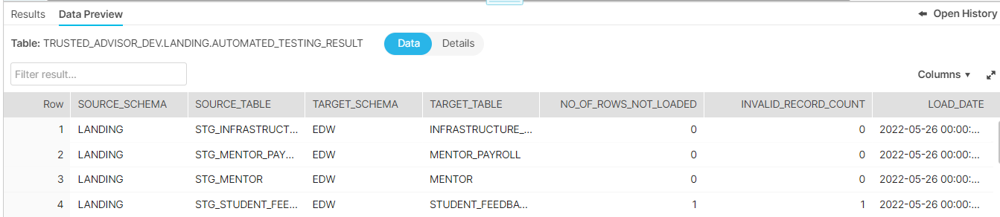 Results Data Preview Open History
Table: TRUSTED_ADVISOR_DEV.LANDING.AUTOMATED_TESTING_RESULT Data Details
Filter result...
Columns
Row SOURCE_SCHEMA SOURCE_TABLE TARGET_SCHEMA TARGET_TABLE NO_OF_ROWS_NOT_LOADED INVALID_RECORD_COUNT LOAD_DATE
1 LANDING STG_INFRASTRUCT... EDW INFRASTRUCTURE_... 0 0 2022-05-26 00:00:...
2 LANDING STG_MENTOR_PAY... EDW MENTOR_PAYROLL 0 0 2022-05-26 00:00:...
3 LANDING STG_MENTOR EDW MENTOR 0 0 2022-05-26 00:00:...
4 LANDING STG_STUDENT_FEE... EDW STUDENT_FEEDBA... 1 1 2022-05-26 00:00:...